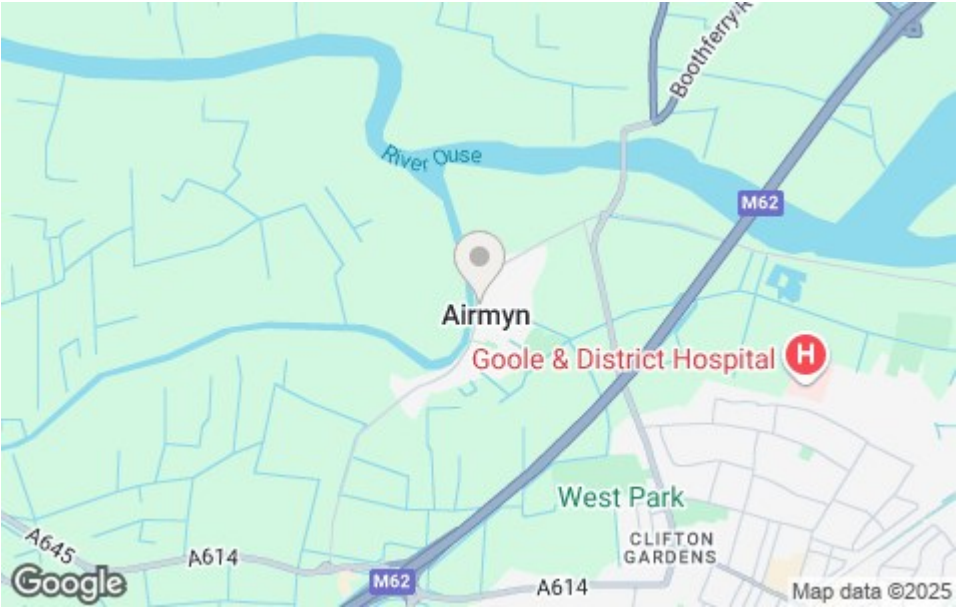 Boothferry R
River Ouse
M62
Airmyn
Goole & District Hospital
H
West Park
CLIFTON
GARDENS
A645
A614
M62
A614
Google
Map data ©2025